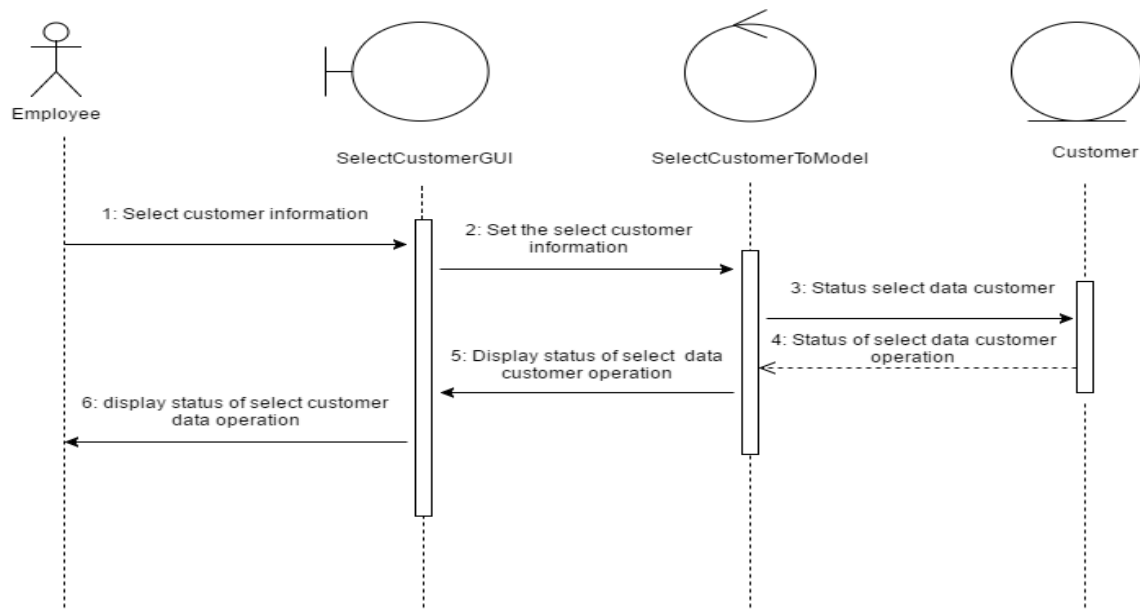 Employee
SelectCustomerGUI
SelectCustomerToModel
Customer
1: Select customer information
2: Set the select customer
information
3: Status select data customer
4: Status of select data customer
operation
5: Display status of select data
customer operation
6: display status of select customer
data operation